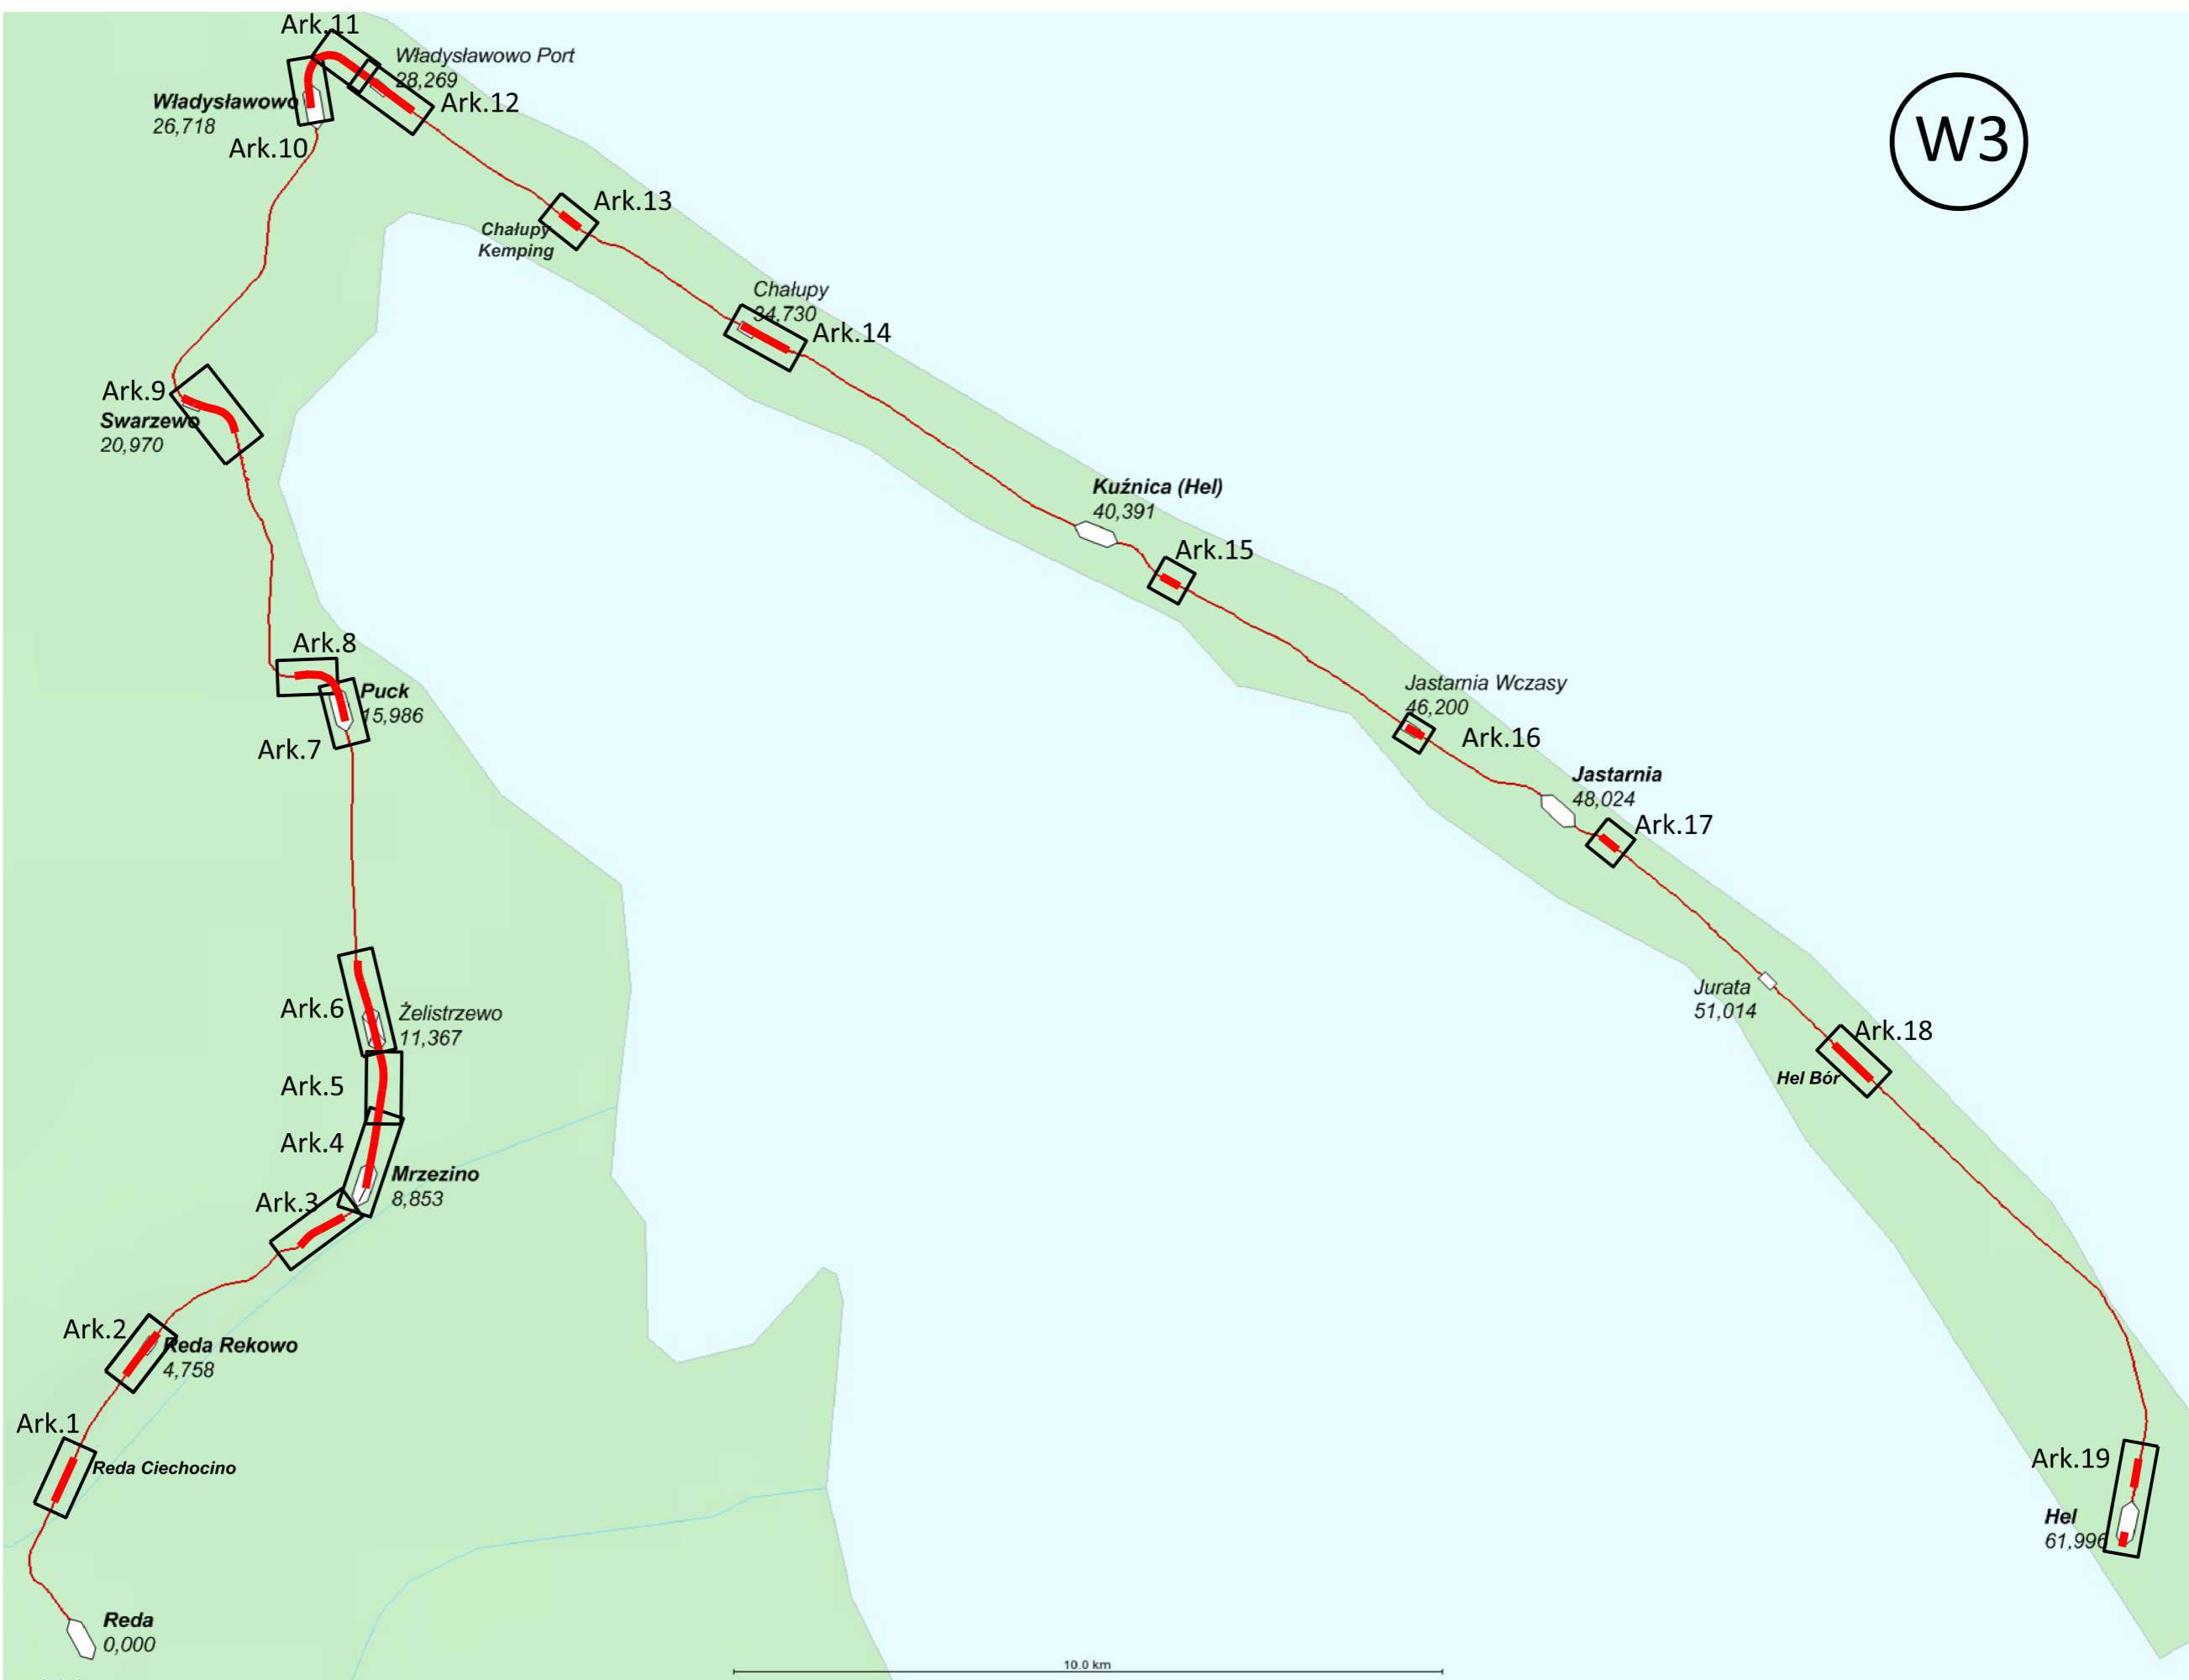 Ark.11
Władysławowo Port
28,269
W3
Władysławowo
26,718
Ark.12
Ark.10
Ark.13
Chałupy
Kemping
Chałupy
34,730
Ark.14
Ark.9
Swarzewo
20,970
Kuźnica (Hel)
40,391
Ark.15
Ark.8
Puck
15,986
Ark.7
Jastarnia Wczasy
46,200
Ark.16
Jastarnia
48,024
Ark.17
Jurata
51,014
Ark.6
Żelistrzewo
11,367
Ark.18
Hel Bór
Ark.5
Ark.4
Mrzezino
8,853
Ark.3
Ark.2
Reda Rekowo
4,758
Ark.1
Reda Ciechocino
Ark.19
Hel
61,996
Reda
0,000
10.0 km